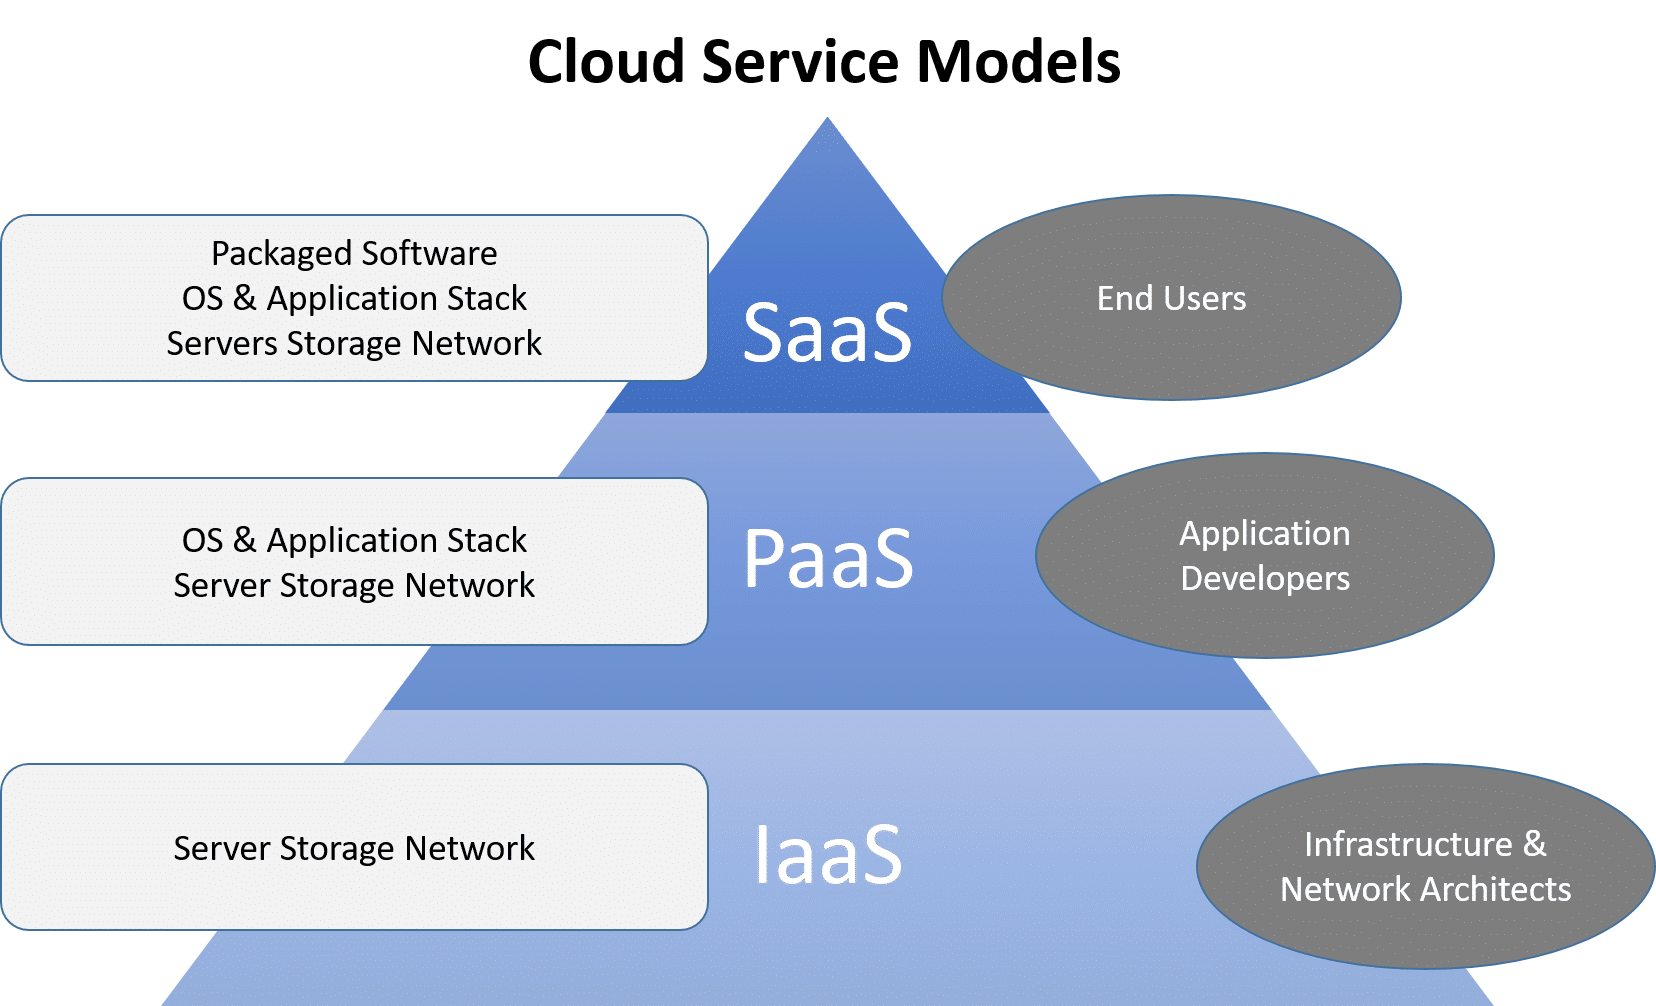 Cloud Service Models
Packaged Software
OS & Application Stack
Servers Storage Network
SaaS
End Users
OS & Application Stack
Server Storage Network
PaaS
Application
Developers
Server Storage Network
IaaS
Infrastructure &
Network Architects